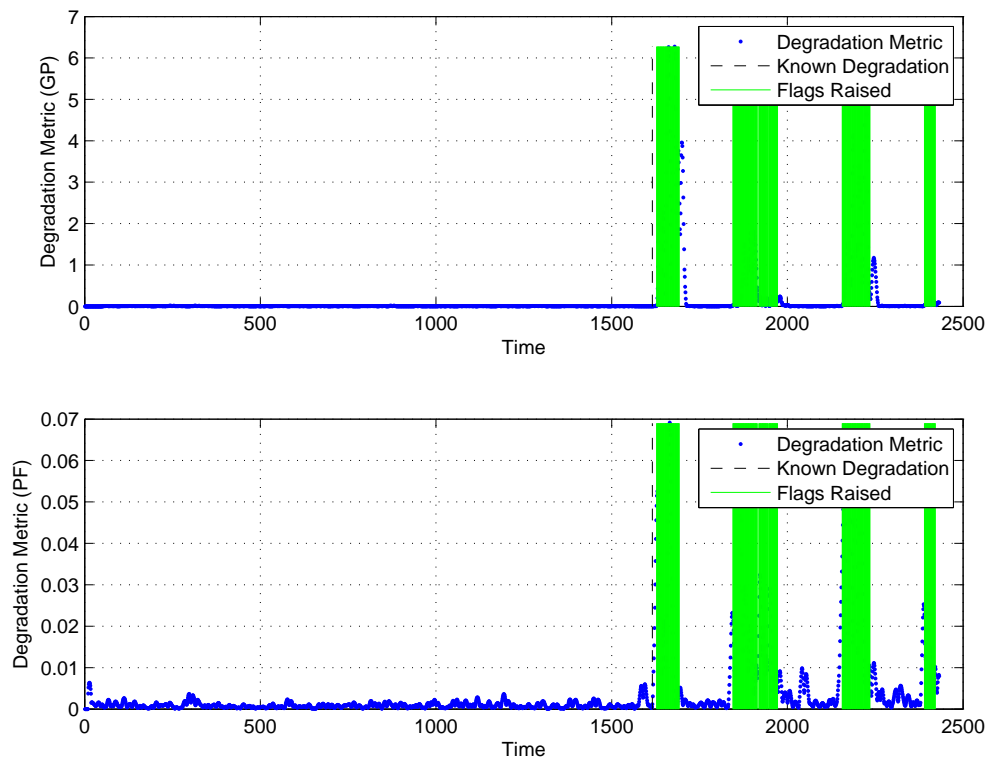 7
6
5
4
3
2
1
0
Degradation Metric (GP)
Degradation Metric
Known Degradation
Flags Raised
0 500 1000 1500 2000 2500
Time
0.07
0.06
0.05
0.04
0.03
0.02
0.01
0
Degradation Metric (PF)
Degradation Metric
Known Degradation
Flags Raised
0 500 1000 1500 2000 2500
Time